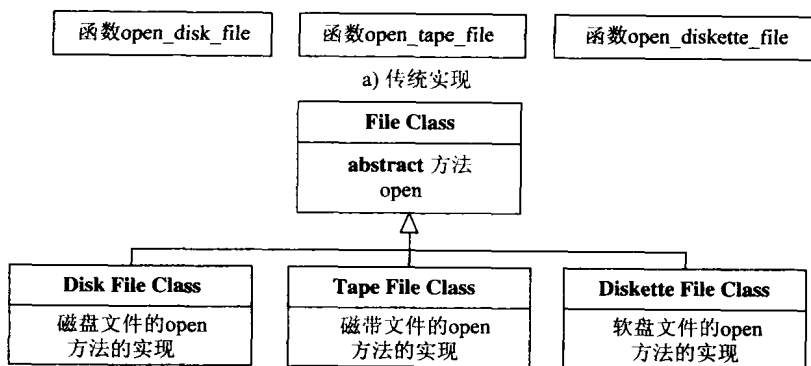 函数open_disk_file
函数open_tape_file
函数open_diskette_file
a) 传统实现
File Class
abstract 方法
open
Disk File Class
磁盘文件的open
方法的实现
Tape File Class
磁带文件的open
方法的实现
Diskette File Class
软盘文件的open
方法的实现